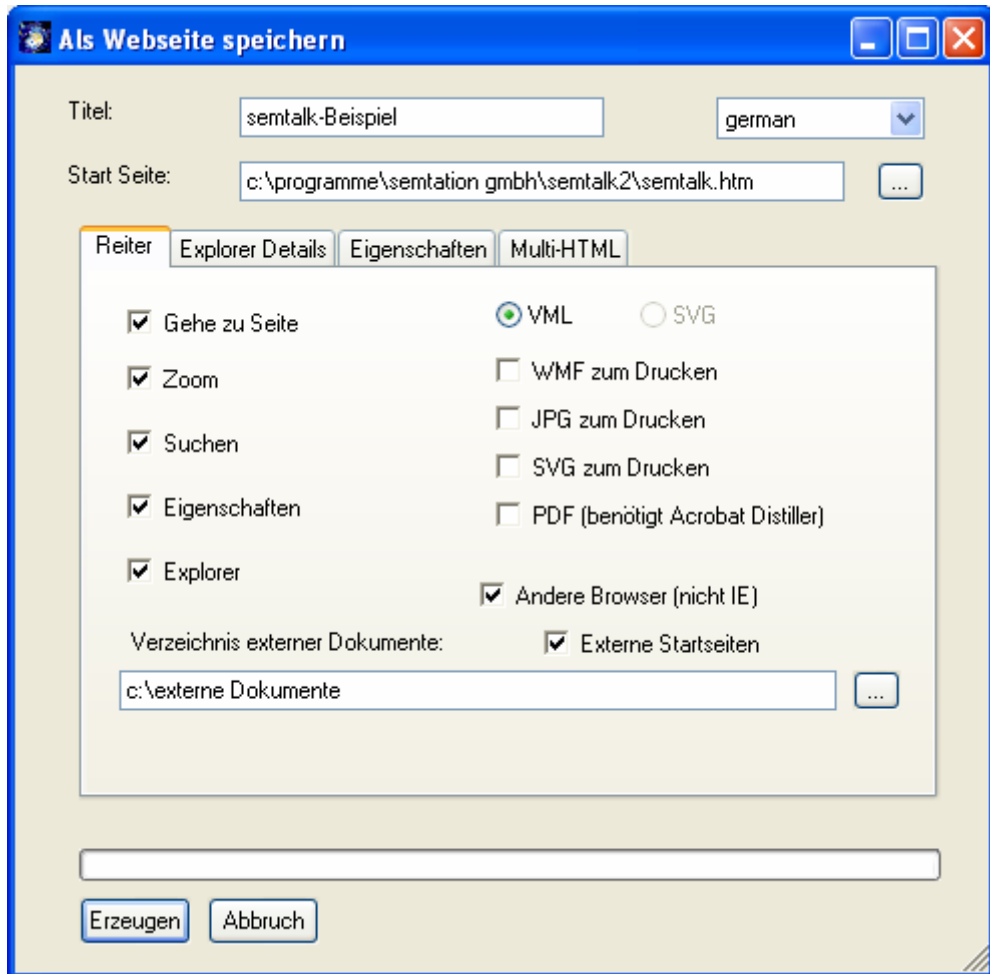 Als Webseite speichern
Titel: semtalk-Beispiel german
Start Seite: c:\programme\semtation gmbh\semtalk2\semtalk.htm ...
Reiter Explorer Details Eigenschaften Multi-HTML
Gehe zu Seite VML SVG
Zoom WMF zum Drucken
JPG zum Drucken
Suchen
SVG zum Drucken
Eigenschaften PDF (benötigt Acrobat Distiller)
Explorer
Andere Browser (nicht IE)
Verzeichnis externer Dokumente: Externe Startseiten
c:\externe Dokumente ...
Erzeugen Abbruch